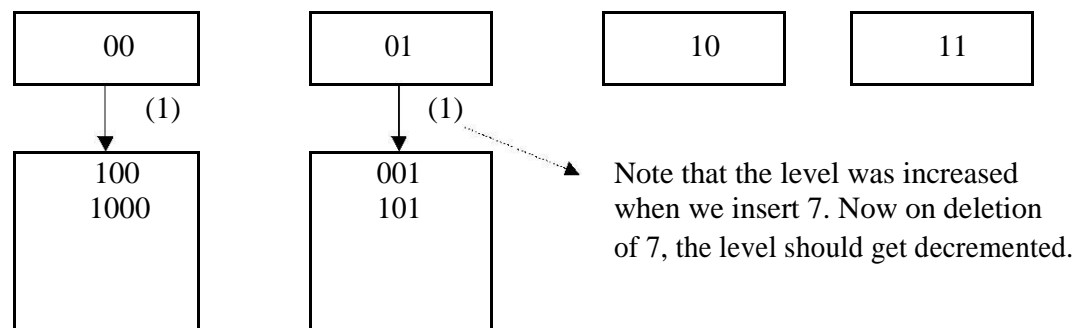 00 01 10 11
(1) (1)
100 001 Note that the level was increased
1000 101 when we insert 7. Now on deletion
of 7, the level should get decremented.